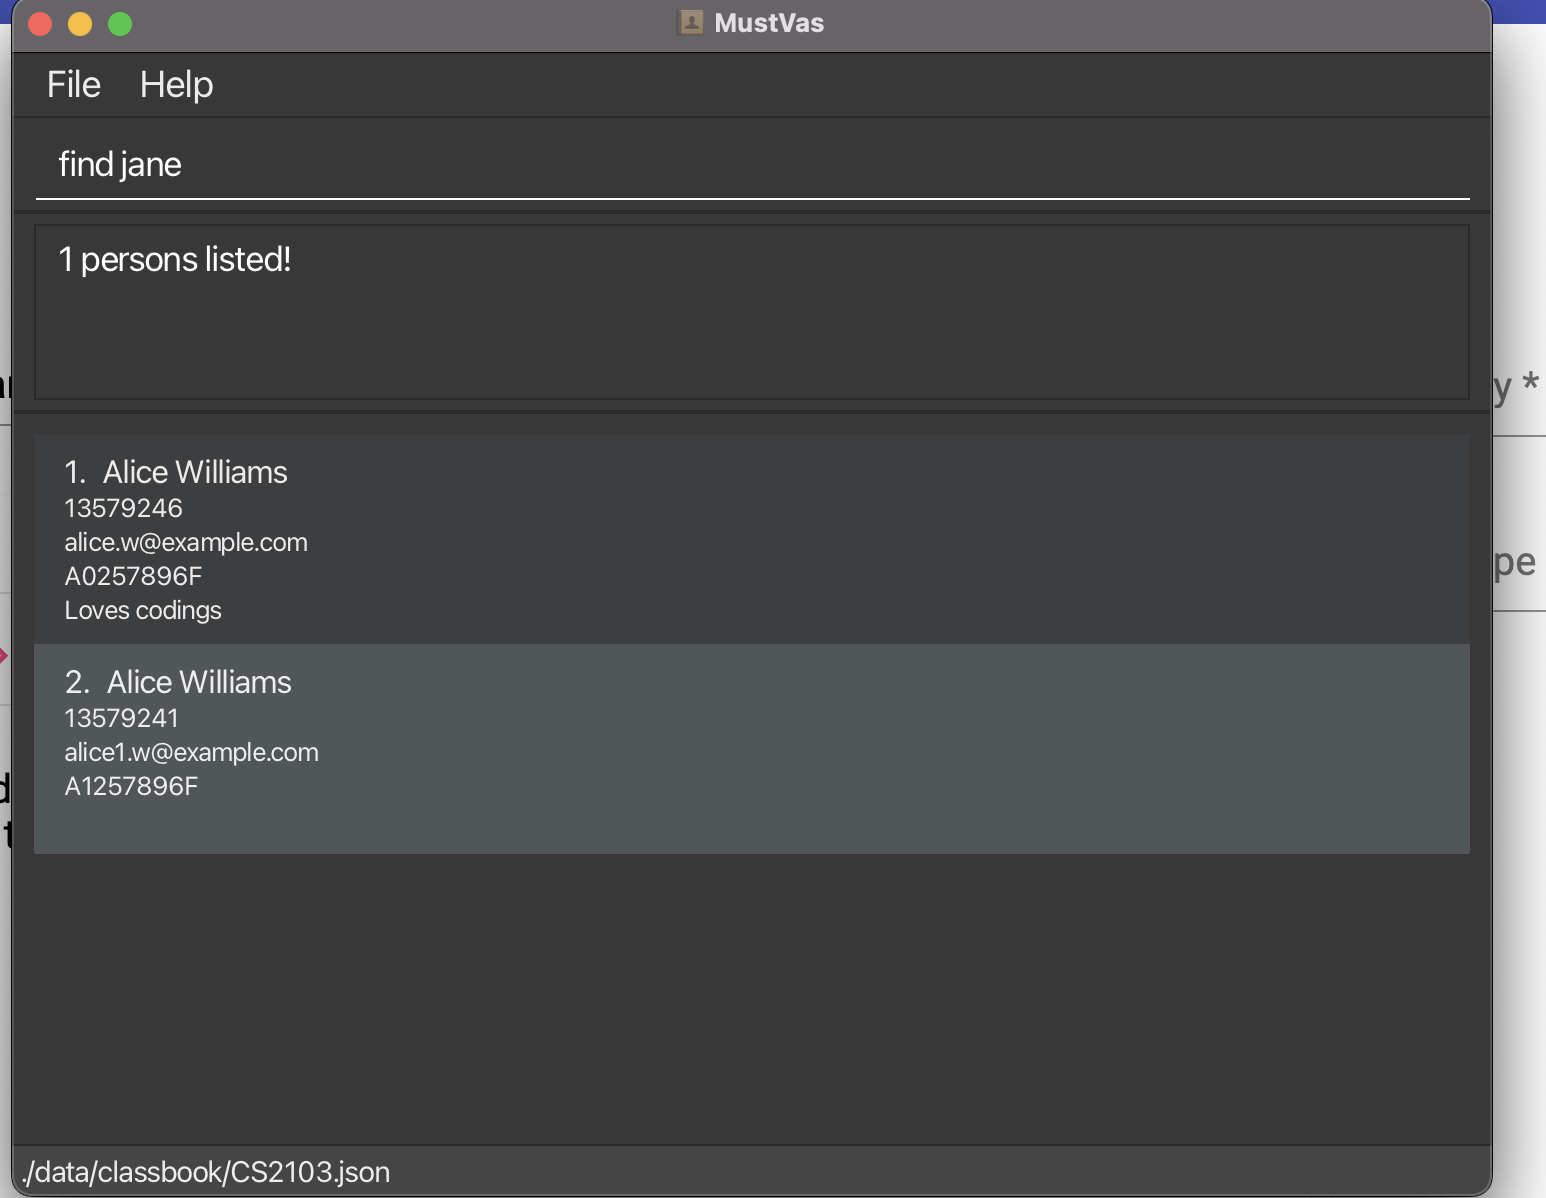 MustVas
File Help
find jane
1 persons listed!
1. Alice Williams
13579246
alice.w@example.com
A0257896F
Loves codings
2. Alice Williams
13579241
alice1.w@example.com
A1257896F
./data/classbook/CS2103.json
y *
pe